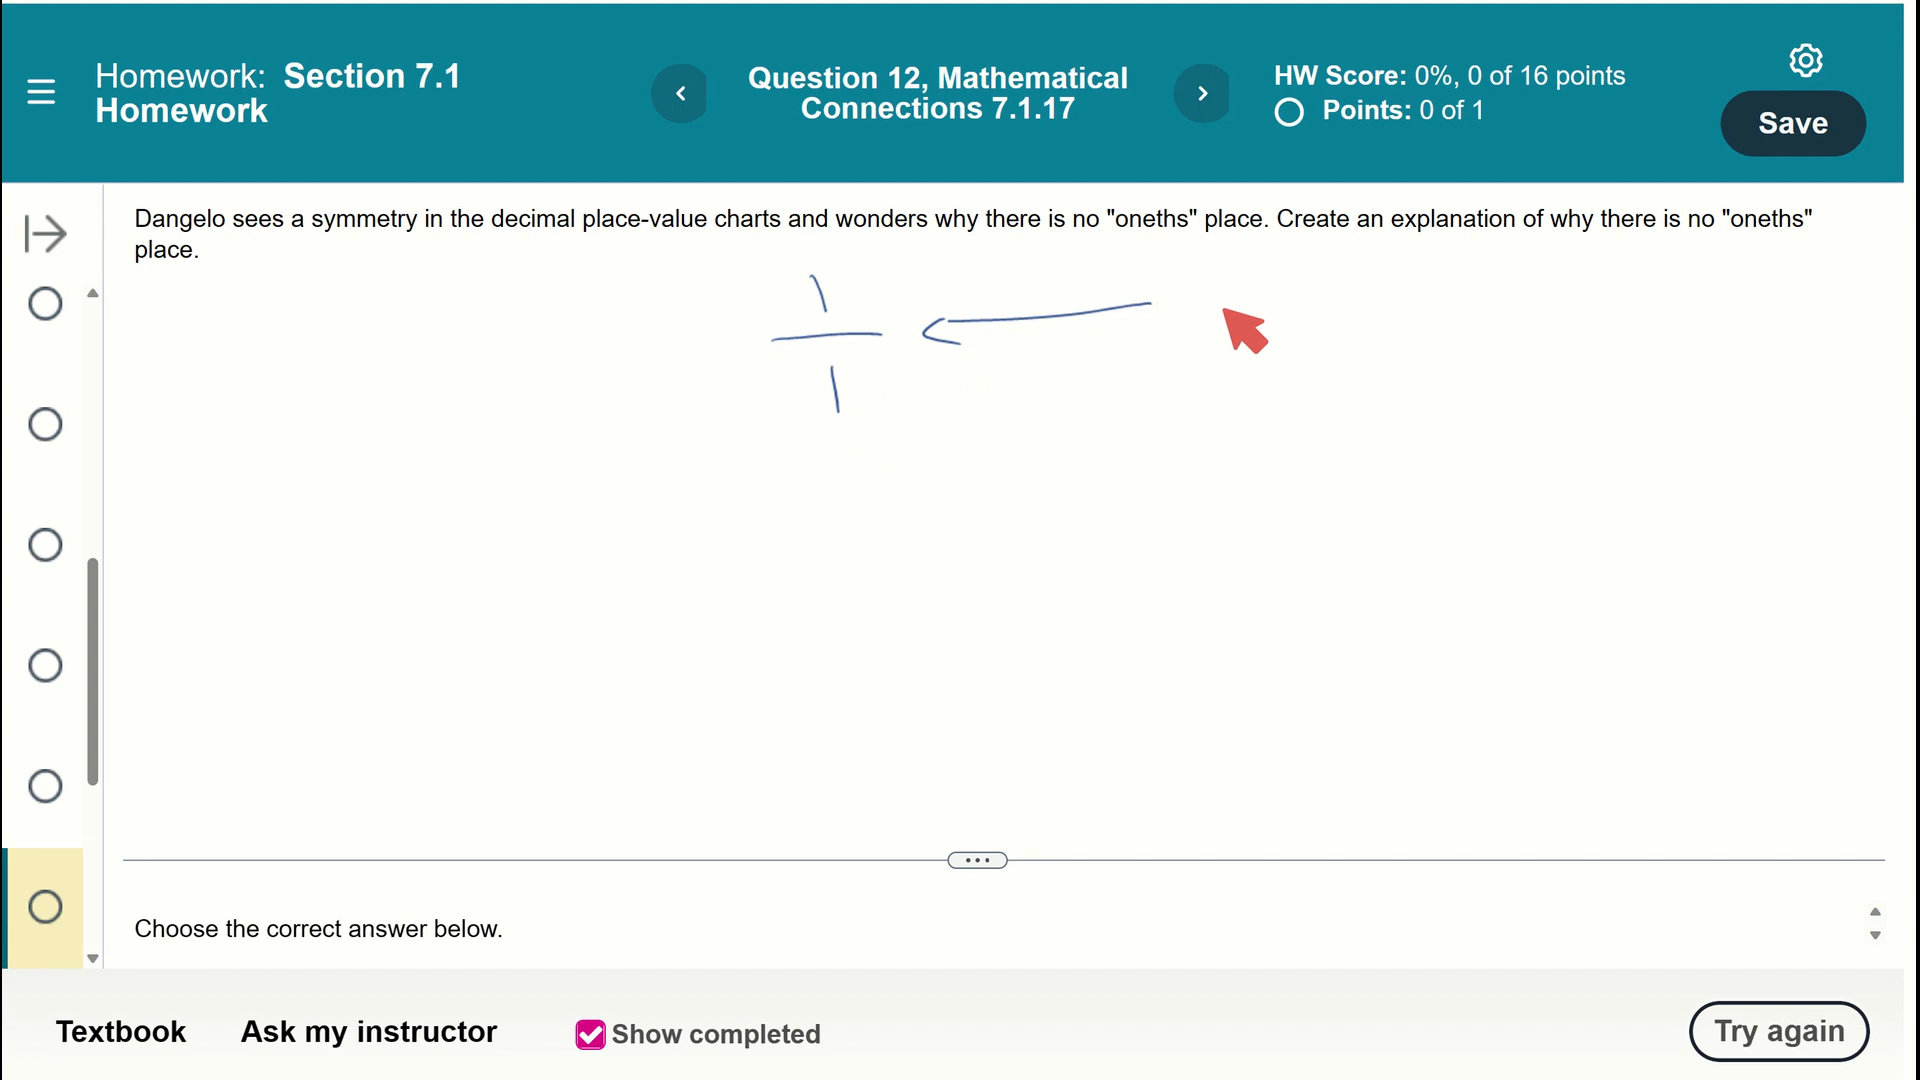 Homework: Section 7.1
Homework
Question 12, Mathematical
Connections 7.1.17
HW Score: 0%, 0 of 16 points
Points: 0 of 1
Save
Dangelo sees a symmetry in the decimal place-value charts and wonders why there is no "oneths" place. Create an explanation of why there is no "oneths"
place.
1
1
Choose the correct answer below.
Textbook
Ask my instructor
Show completed
Try again